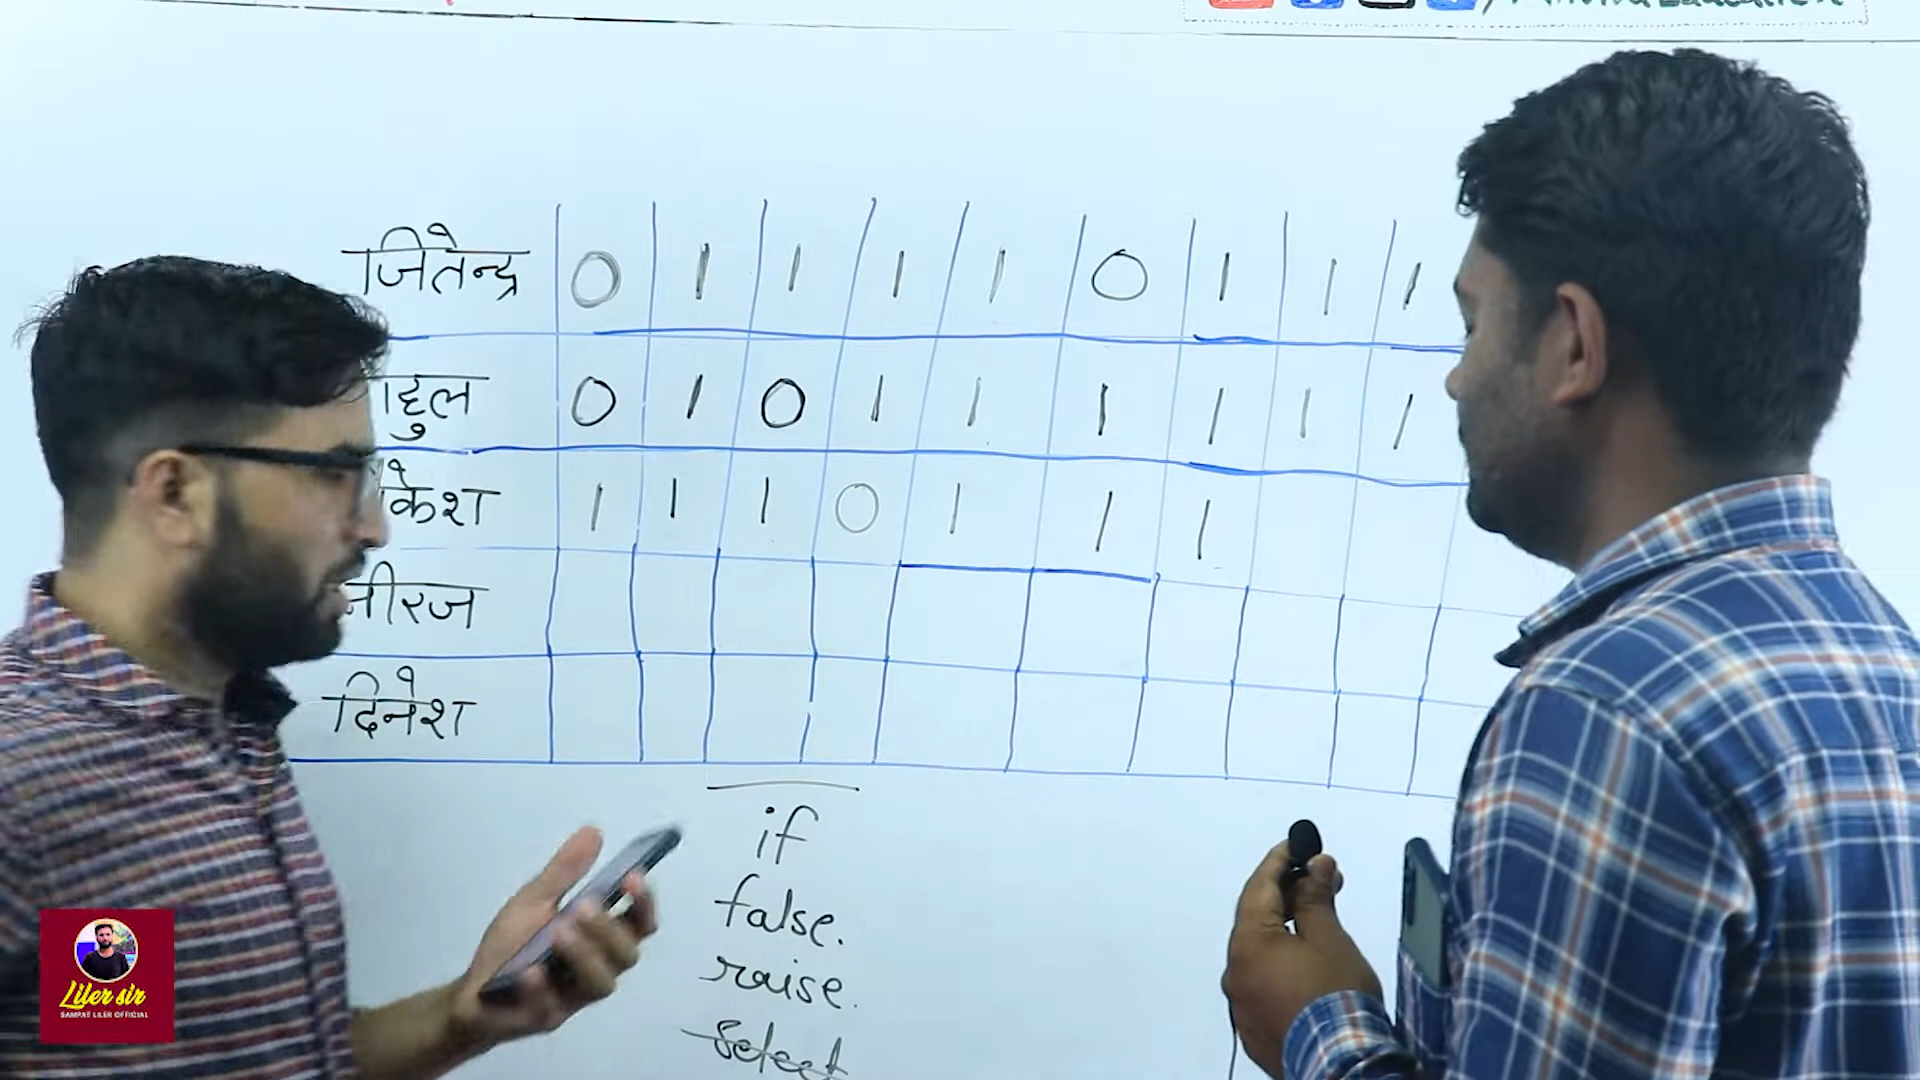 जितेन्द्र 0 1 1 1 1 0 1 1 1
0 1 0 1 1 1 1 1 1
1 1 1 0 1 1 1
दिनेश
if
false.
raise.
select
Liler sir
SAMPAT LILER OFFICIAL